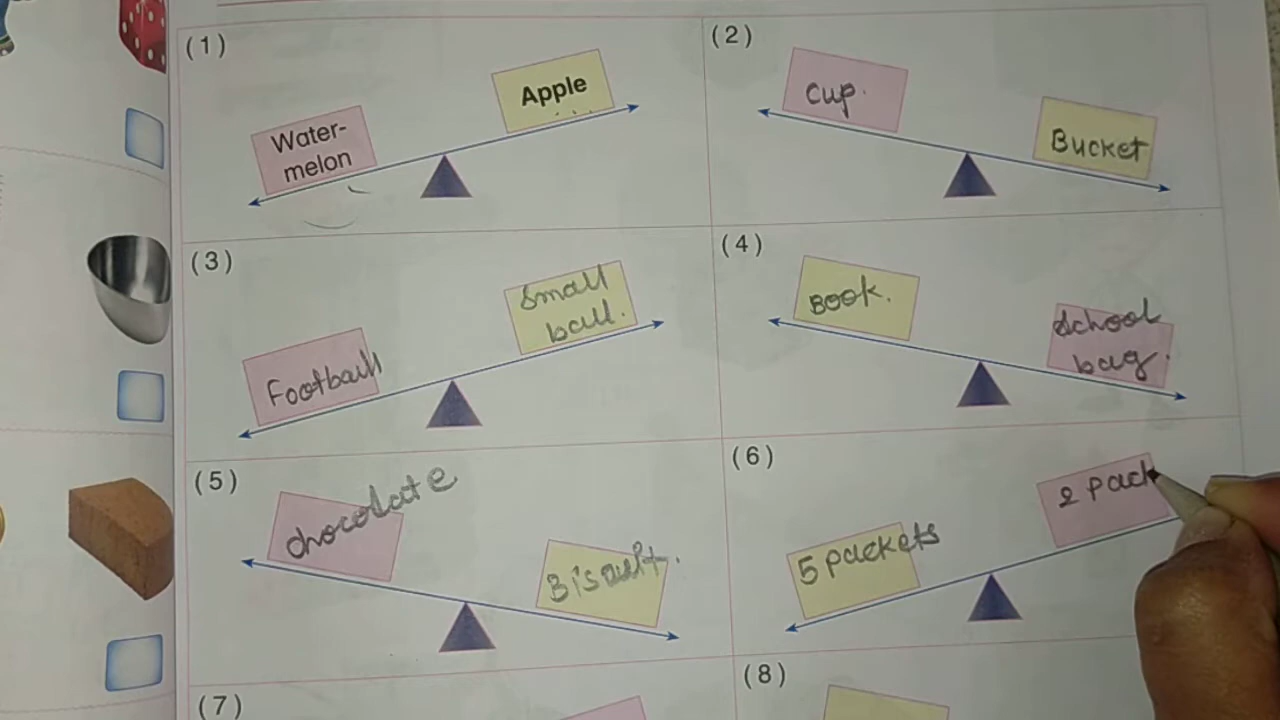 (1)
Water-
melon
Apple
(2)
Cup.
Bucket
(3)
Football
Small
ball.
(4)
Book.
School
bag.
(5)
chocolate
Biscuit.
(6)
5 packets
2 pack
(7)
(8)